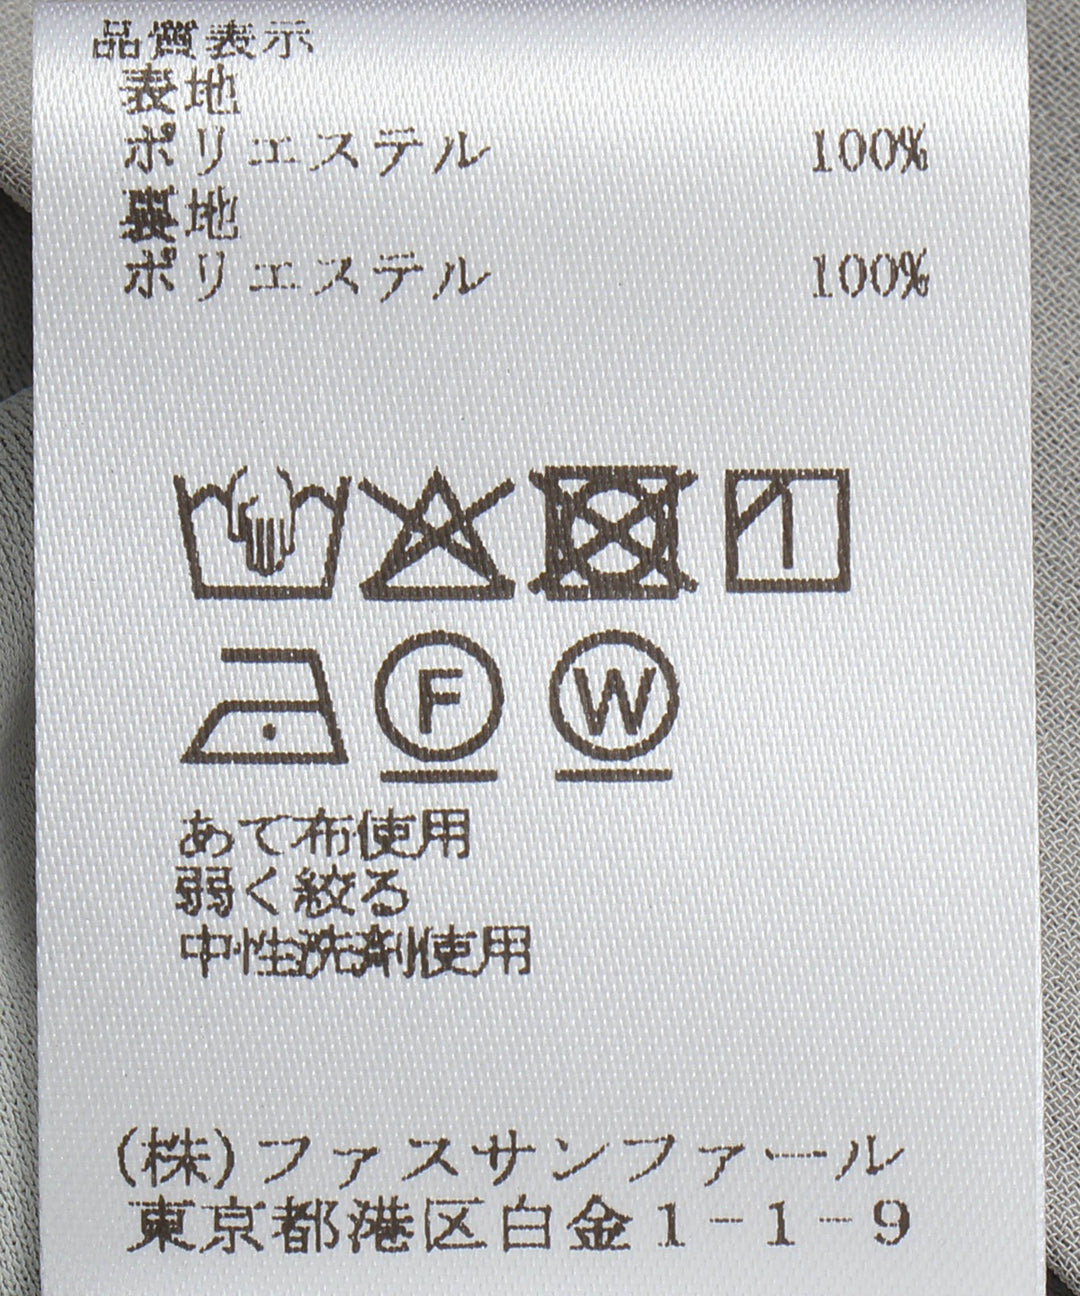 品質表示
表地
ポリエステル 100%
裏地
ポリエステル 100%
F W
あて布使用
弱く絞る
中性洗剤使用
(株)ファスサンファール
東京都港区白金1-1-9